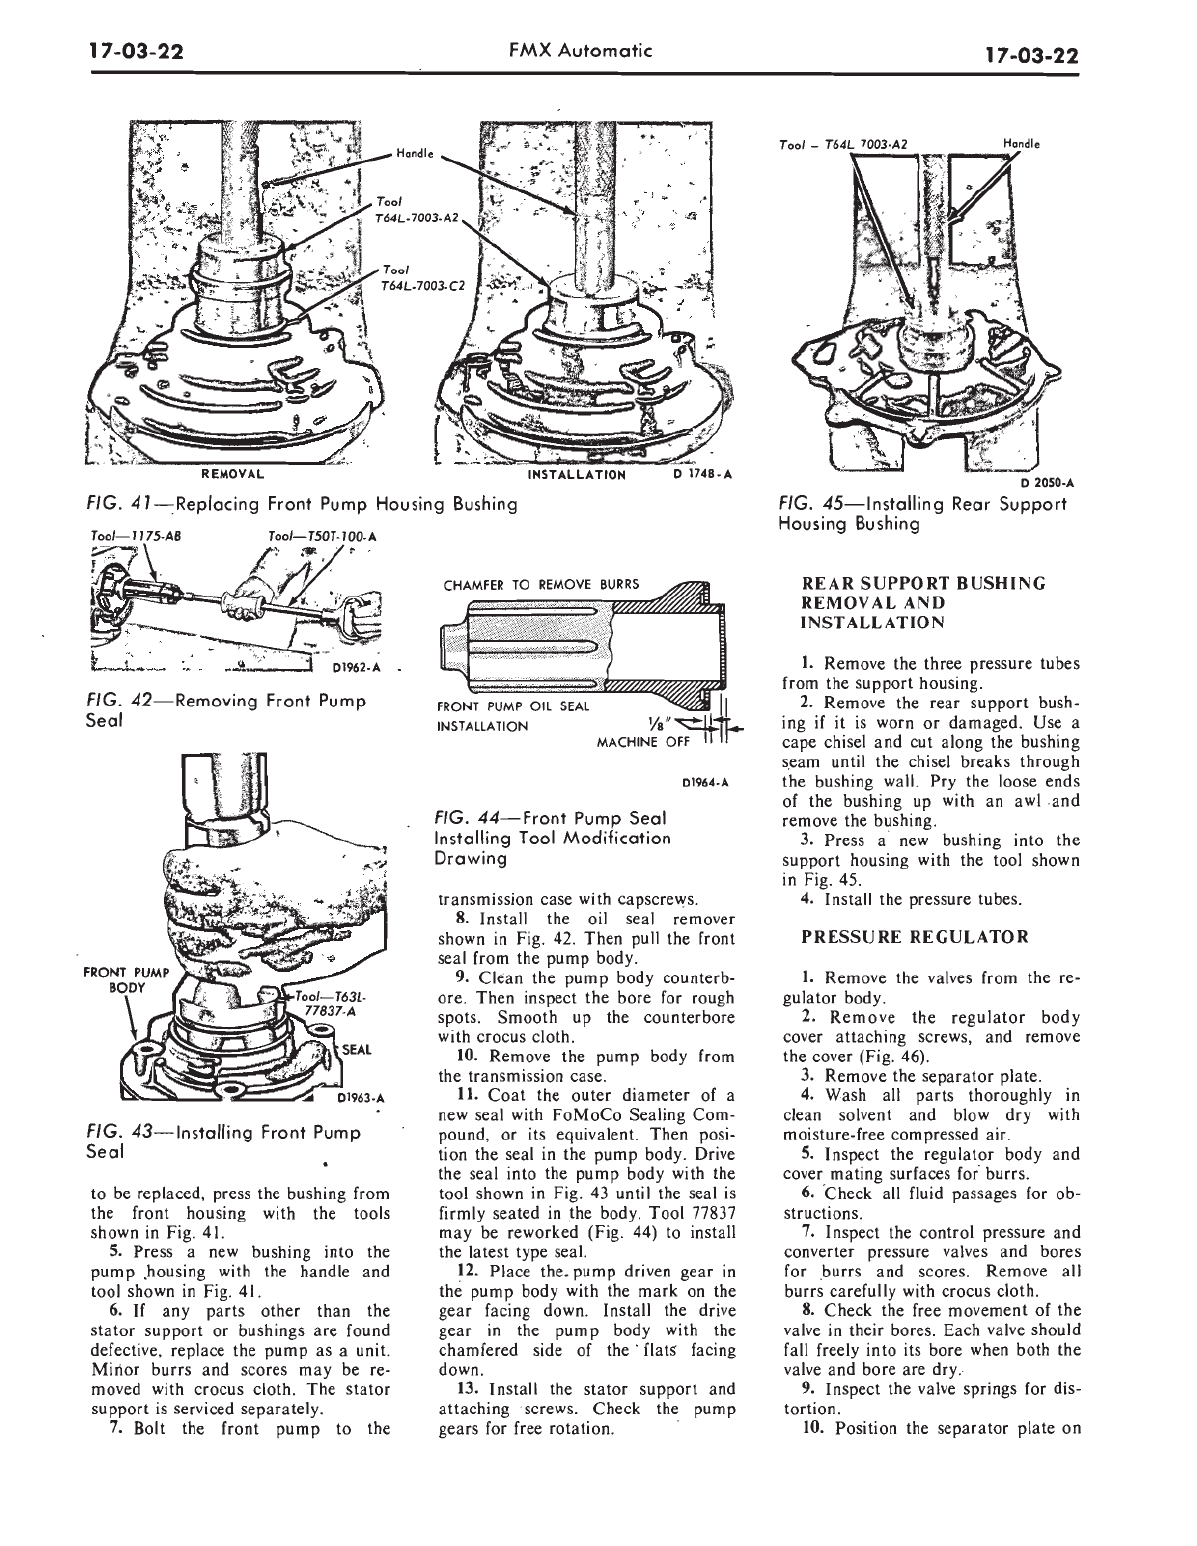 17-03-22
FMX Automatic
17-03-22
Handle
Tool
T64L-7003-A2
Tool
T64L-7003-C2
REMOVAL
INSTALLATION
D 1748-A
FIG. 41—Replacing Front Pump Housing Bushing
Tool – T64L 7003-A2
Handle
D 2050-A
FIG. 45—Installing Rear Support
Housing Bushing
Tool—1175-AB
Tool—T50T-100-A
D1962-A
FIG. 42—Removing Front Pump
Seal
FRONT PUMP
BODY
Tool—T63L-
77837-A
SEAL
D1963-A
FIG. 43—Installing Front Pump
Seal
to be replaced, press the bushing from
the front housing with the tools
shown in Fig. 41.
5. Press a new bushing into the
pump housing with the handle and
tool shown in Fig. 41.
6. If any parts other than the
stator support or bushings are found
defective, replace the pump as a unit.
Minor burrs and scores may be re-
moved with crocus cloth. The stator
support is serviced separately.
7. Bolt the front pump to the
CHAMFER TO REMOVE BURRS
FRONT PUMP OIL SEAL
INSTALLATION
1/8"
MACHINE OFF
D1964-A
FIG. 44—Front Pump Seal
Installing Tool Modification
Drawing
transmission case with capscrews.
8. Install the oil seal remover
shown in Fig. 42. Then pull the front
seal from the pump body.
9. Clean the pump body counterb-
ore. Then inspect the bore for rough
spots. Smooth up the counterbore
with crocus cloth.
10. Remove the pump body from
the transmission case.
11. Coat the outer diameter of a
new seal with FoMoCo Sealing Com-
pound, or its equivalent. Then posi-
tion the seal in the pump body. Drive
the seal into the pump body with the
tool shown in Fig. 43 until the seal is
firmly seated in the body. Tool 77837
may be reworked (Fig. 44) to install
the latest type seal.
12. Place the pump driven gear in
the pump body with the mark on the
gear facing down. Install the drive
gear in the pump body with the
chamfered side of the flats facing
down.
13. Install the stator support and
attaching screws. Check the pump
gears for free rotation.
REAR SUPPORT BUSHING
REMOVAL AND
INSTALLATION
1. Remove the three pressure tubes
from the support housing.
2. Remove the rear support bush-
ing if it is worn or damaged. Use a
cape chisel and cut along the bushing
seam until the chisel breaks through
the bushing wall. Pry the loose ends
of the bushing up with an awl and
remove the bushing.
3. Press a new bushing into the
support housing with the tool shown
in Fig. 45.
4. Install the pressure tubes.
PRESSURE REGULATOR
1. Remove the valves from the re-
gulator body.
2. Remove the regulator body
cover attaching screws, and remove
the cover (Fig. 46).
3. Remove the separator plate.
4. Wash all parts thoroughly in
clean solvent and blow dry with
moisture-free compressed air.
5. Inspect the regulator body and
cover mating surfaces for burrs.
6. Check all fluid passages for ob-
structions.
7. Inspect the control pressure and
converter pressure valves and bores
for burrs and scores. Remove all
burrs carefully with crocus cloth.
8. Check the free movement of the
valve in their bores. Each valve should
fall freely into its bore when both the
valve and bore are dry.
9. Inspect the valve springs for dis-
tortion.
10. Position the separator plate on